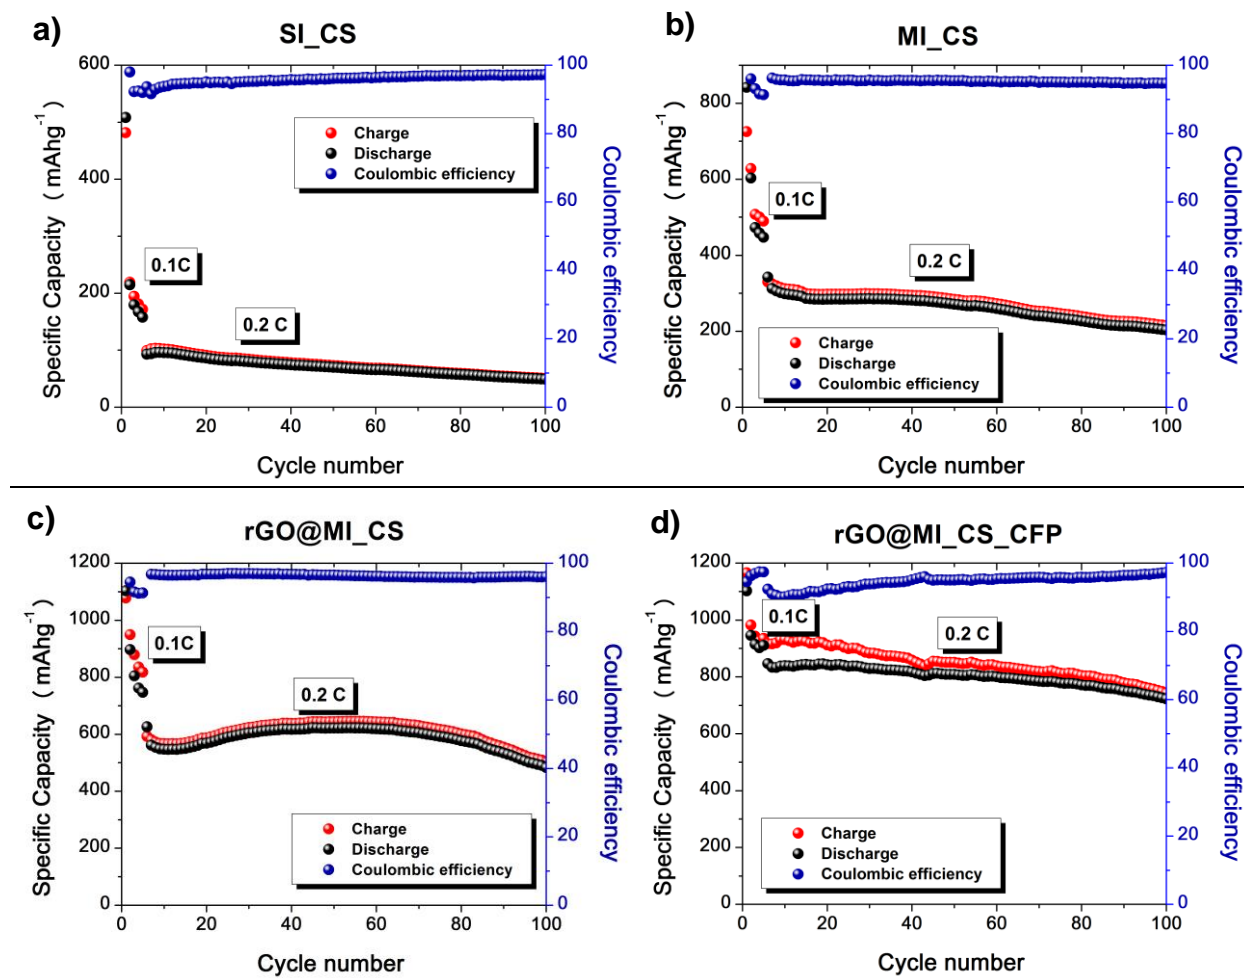 a)
SI_CS
600
400
200
0
100
80
60
40
20
0
Charge
Discharge
Coulombic efficiency
0.1C
0.2 C
0 20 40 60 80 100
Cycle number
Specific Capacity ( mAhg⁻¹)
Coulombic efficiency
b)
MI_CS
800
600
400
200
0
100
80
60
40
20
0
0.1C
0.2 C
Charge
Discharge
Coulombic efficiency
0 20 40 60 80 100
Cycle number
Specific Capacity ( mAhg⁻¹)
Coulombic efficiency
c)
rGO@MI_CS
1200
1000
800
600
400
200
0
100
80
60
40
20
0
0.1C
0.2 C
Charge
Discharge
Coulombic efficiency
0 20 40 60 80 100
Cycle number
Specific Capacity ( mAhg⁻¹)
Coulombic efficiency
d)
rGO@MI_CS_CFP
1200
1000
800
600
400
200
0
100
80
60
40
20
0
0.1C
0.2 C
Charge
Discharge
Coulombic efficiency
0 20 40 60 80 100
Cycle number
Specific Capacity ( mAhg⁻¹)
Coulombic efficiency